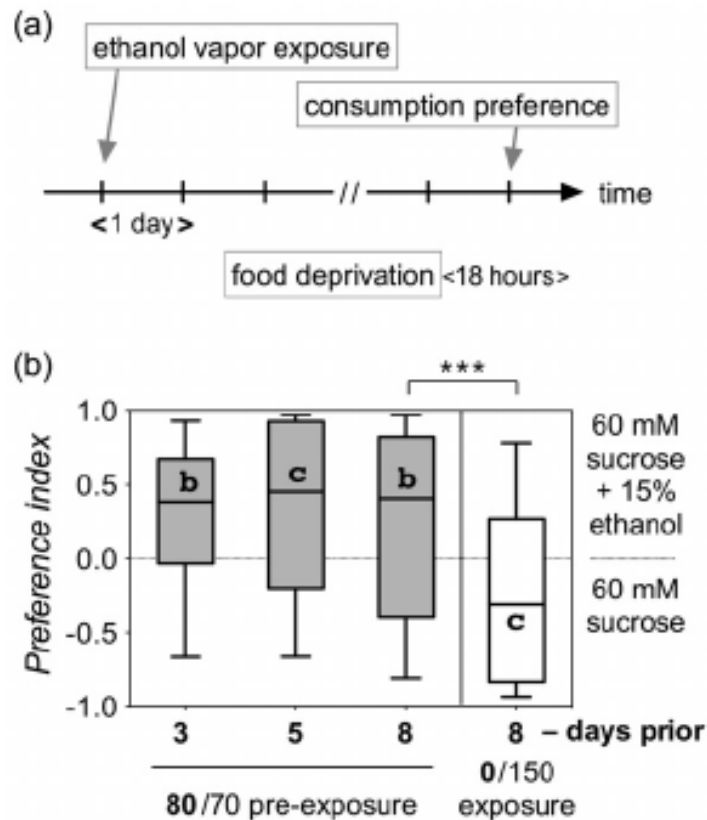 (a)
ethanol vapor exposure
consumption preference
//
time
<1 day>
food deprivation <18 hours>
(b)
***
1.0
0.5
0.0
-0.5
-1.0
Preference index
b
c
b
c
60 mM
sucrose
+ 15%
ethanol
60 mM
sucrose
3 5 8 8 – days prior
80/70 pre-exposure
0/150
exposure